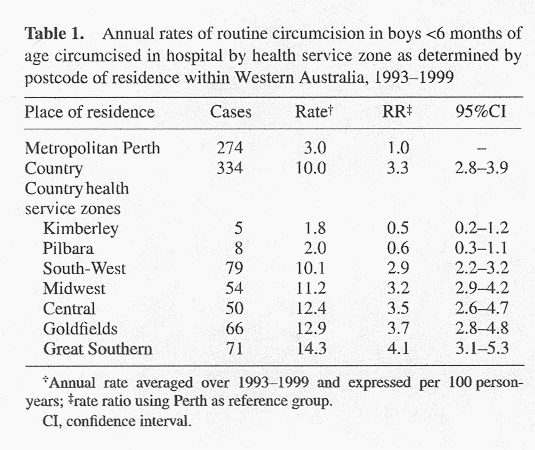 Table 1. Annual rates of routine circumcision in boys <6 months of
age circumcised in hospital by health service zone as determined by
postcode of residence within Western Australia, 1993–1999
Place of residence Cases Rate† RR‡ 95%CI
Metropolitan Perth 274 3.0 1.0 –
Country 334 10.0 3.3 2.8–3.9
Country health
service zones
Kimberley 5 1.8 0.5 0.2–1.2
Pilbara 8 2.0 0.6 0.3–1.1
South-West 79 10.1 2.9 2.2–3.2
Midwest 54 11.2 3.2 2.9–4.2
Central 50 12.4 3.5 2.6–4.7
Goldfields 66 12.9 3.7 2.8–4.8
Great Southern 71 14.3 4.1 3.1–5.3
†Annual rate averaged over 1993–1999 and expressed per 100 person-
years; ‡rate ratio using Perth as reference group.
CI, confidence interval.